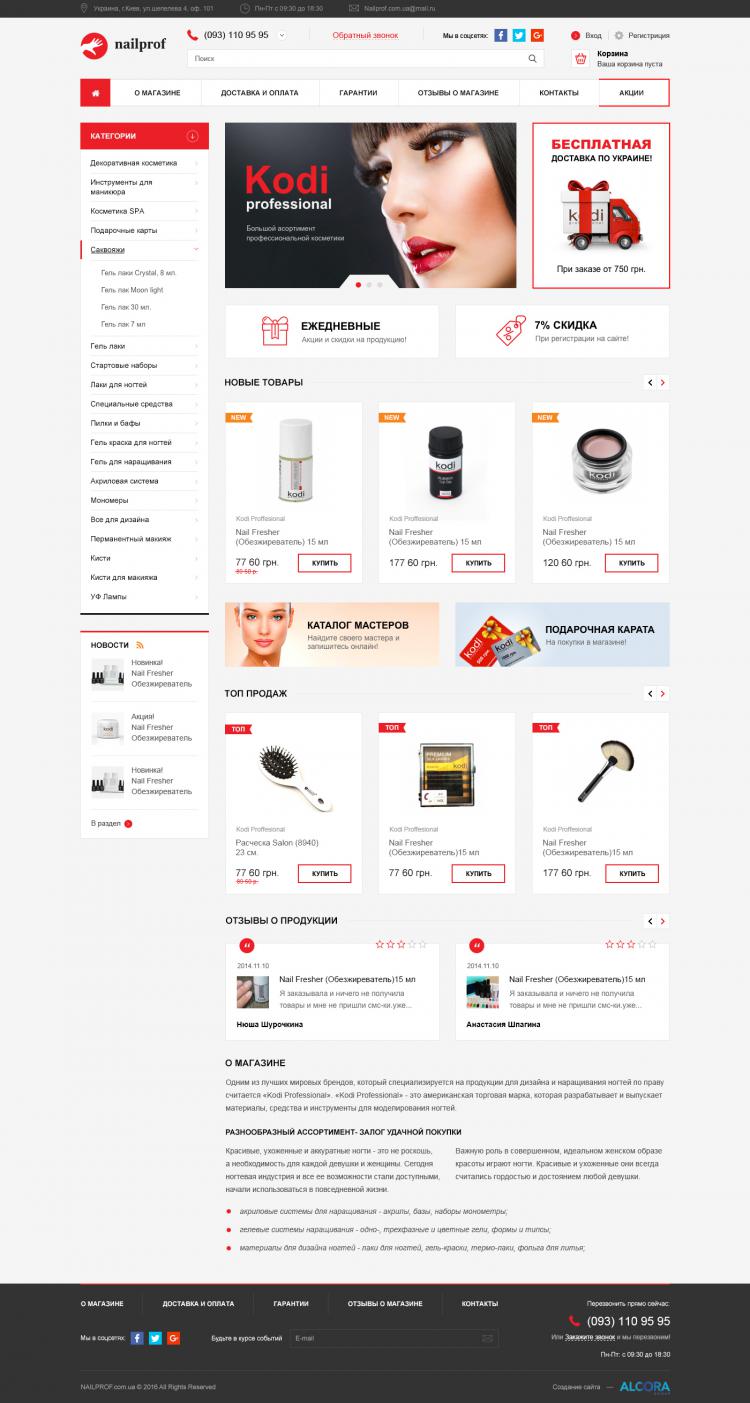 Украина, г.Киев, ул.шепелева 4, оф. 101
Пн-Пт с 09:30 до 18:30
Nailprof.com.ua@mail.ru
nailprof
(093) 110 95 95
Обратный звонок
Мы в соцсетях:
Вход
Регистрация
Поиск
Корзина
Ваша корзина пуста
О МАГАЗИНЕ
ДОСТАВКА И ОПЛАТА
ГАРАНТИИ
ОТЗЫВЫ О МАГАЗИНЕ
КОНТАКТЫ
АКЦИИ
КАТЕГОРИИ
Декоративная косметика
Инструменты для
маникюра
Косметика SPA
Подарочные карты
Саквояжи
Гель лаки Crystal, 8 мл.
Гель лак Moon light
Гель лак 30 мл.
Гель лак 7 мл
Гель лаки
Стартовые наборы
Лаки для ногтей
Специальные средства
Пилки и бафы
Гель краска для ногтей
Гель для наращивания
Акриловая система
Мономеры
Все для дизайна
Перманентный макияж
Кисти
Кисти для макияжа
УФ Лампы
НОВОСТИ
Новинка!
Nail Fresher
Обезжириватель
Акция!
Nail Fresher
Обезжириватель
Новинка!
Nail Fresher
Обезжириватель
В раздел
Kodi
professional
Большой асортимент
профессиональной косметики
БЕСПЛАТНАЯ
ДОСТАВКА ПО УКРАИНЕ!
kodi
При заказе от 750 грн.
ЕЖЕДНЕВНЫЕ
Акции и скидки на продукцию!
7% СКИДКА
При регистрации на сайте!
НОВЫЕ ТОВАРЫ
NEW
NEW
NEW
kodi
kodi
kodi
Kodi Proffesional
Nail Fresher
(Обезжириватель) 15 мл
77 60 грн.
89 50 р.
КУПИТЬ
Kodi Proffesional
Nail Fresher
(Обезжириватель) 15 мл
177 60 грн.
КУПИТЬ
Kodi Proffesional
Nail Fresher
(Обезжириватель) 15 мл
120 60 грн.
КУПИТЬ
КАТАЛОГ МАСТЕРОВ
Найдите своего мастера и
запишитесь онлайн!
kodi
kodi
ПОДАРОЧНАЯ КАРАТА
На покупки в магазине!
ТОП ПРОДАЖ
ТОП
ТОП
ТОП
PREMIUM
kodi
Kodi Proffesional
Расческа Salon (8940)
23 см.
77 60 грн.
89 50 р.
КУПИТЬ
Kodi Proffesional
Nail Fresher
(Обезжириватель)15 мл
77 60 грн.
КУПИТЬ
Kodi Proffesional
Nail Fresher
(Обезжириватель)15 мл
177 60 грн.
КУПИТЬ
ОТЗЫВЫ О ПРОДУКЦИИ
2014.11.10
Nail Fresher (Обезжириватель)15 мл
Я заказывала и ничего не получила
товары и мне не пришли смс-ки.уже...
Нюша Шурочкина
2014.11.10
Nail Fresher (Обезжириватель)15 мл
Я заказывала и ничего не получила
товары и мне не пришли смс-ки.уже...
Анастасия Шпагина
О МАГАЗИНЕ
Одним из лучших мировых брендов, который специализируется на продукции для дизайна и наращивания ногтей по праву
считается «Kodi Professional». «Kodi Professional» - это американская торговая марка, которая разрабатывает и выпускает
материалы, средства и инструменты для моделирования ногтей.
РАЗНООБРАЗНЫЙ АССОРТИМЕНТ- ЗАЛОГ УДАЧНОЙ ПОКУПКИ
Красивые, ухоженные и аккуратные ногти - это не роскошь,
а необходимость для каждой девушки и женщины. Сегодня
ногтевая индустрия и все ее возможности стали доступными,
начали использоваться в повседневной жизни.
Важную роль в совершенном, идеальном женском образе
красоты играют ногти. Красивые и ухоженные они всегда
считались гордостью и достоянием любой девушки.
акриловые системы для наращивания - акрилы, базы, наборы монометры;
гелевые системы наращивания - одно-, трехфазные и цветные гели, формы и типсы;
материалы для дизайна ногтей - лаки для ногтей, гель-краски, термо-лаки, фольга для литья;
О МАГАЗИНЕ
ДОСТАВКА И ОПЛАТА
ГАРАНТИИ
ОТЗЫВЫ О МАГАЗИНЕ
КОНТАКТЫ
Перезвонить прямо сейчас:
(093) 110 95 95
Или Закажите звонок и мы перезвоним!
Пн-Пт: с 09:30 до 18:30
Мы в соцсетях:
Будьте в курсе событий
E-mail
NAILPROF.com.ua © 2016 All Rights Reserved
Создание сайта
ALCORA